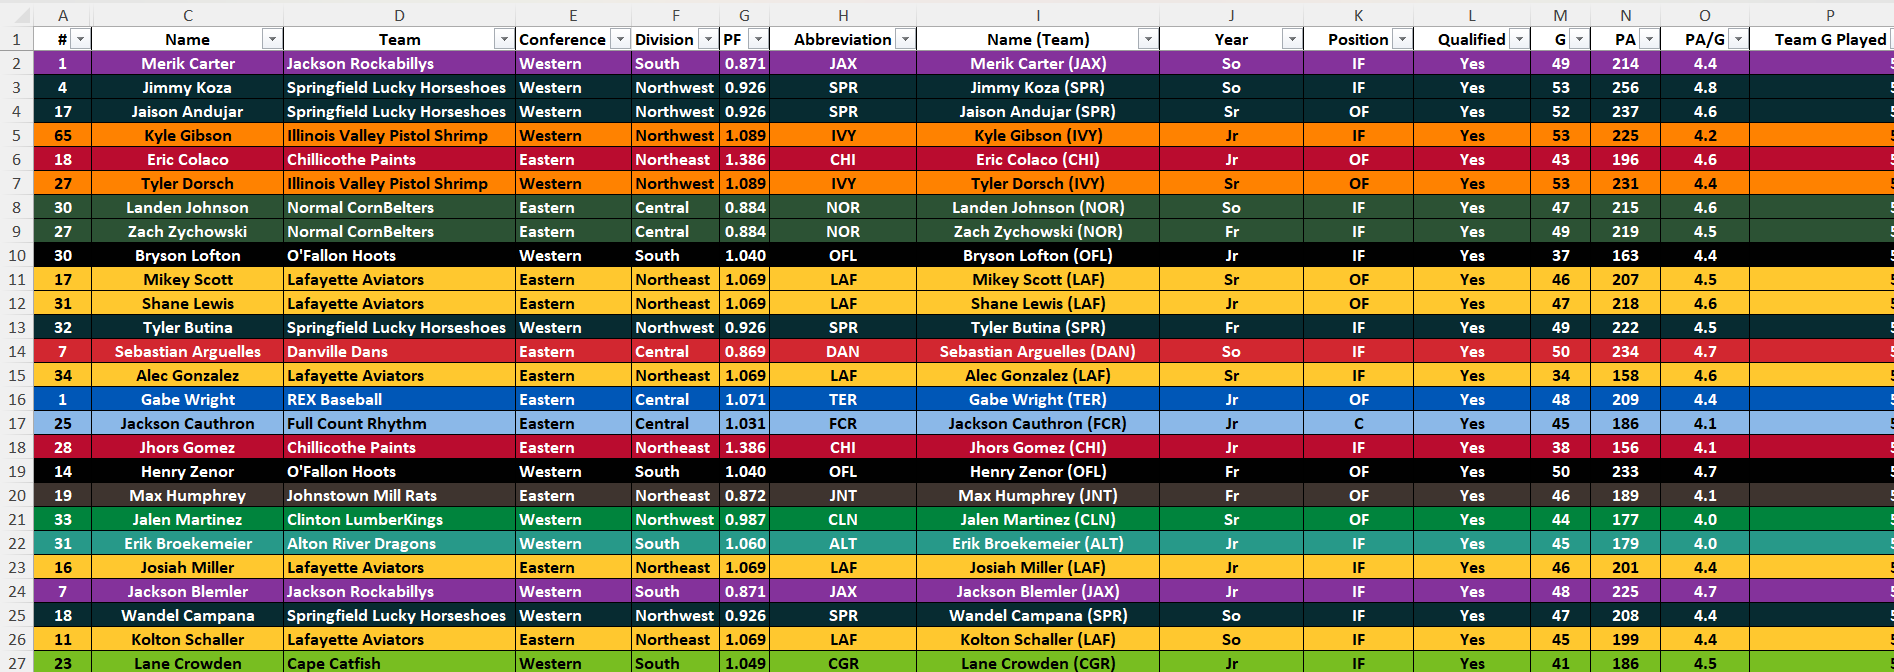 A C D E F G H I J K L M N O P
1 # Name Team Conference Division PF Abbreviation Name (Team) Year Position Qualified G PA PA/G Team G Played
2 1 Merik Carter Jackson Rockabillys Western South 0.871 JAX Merik Carter (JAX) So IF Yes 49 214 4.4
3 4 Jimmy Koza Springfield Lucky Horseshoes Western Northwest 0.926 SPR Jimmy Koza (SPR) So IF Yes 53 256 4.8
4 17 Jaison Andujar Springfield Lucky Horseshoes Western Northwest 0.926 SPR Jaison Andujar (SPR) Sr OF Yes 52 237 4.6
5 65 Kyle Gibson Illinois Valley Pistol Shrimp Western Northwest 1.089 IVY Kyle Gibson (IVY) Jr IF Yes 53 225 4.2
6 18 Eric Colaco Chillicothe Paints Eastern Northeast 1.386 CHI Eric Colaco (CHI) Jr OF Yes 43 196 4.6
7 27 Tyler Dorsch Illinois Valley Pistol Shrimp Western Northwest 1.089 IVY Tyler Dorsch (IVY) Sr OF Yes 53 231 4.4
8 30 Landen Johnson Normal CornBelters Eastern Central 0.884 NOR Landen Johnson (NOR) So IF Yes 47 215 4.6
9 27 Zach Zychowski Normal CornBelters Eastern Central 0.884 NOR Zach Zychowski (NOR) Fr IF Yes 49 219 4.5
10 30 Bryson Lofton O'Fallon Hoots Western South 1.040 OFL Bryson Lofton (OFL) Jr IF Yes 37 163 4.4
11 17 Mikey Scott Lafayette Aviators Eastern Northeast 1.069 LAF Mikey Scott (LAF) Sr OF Yes 46 207 4.5
12 31 Shane Lewis Lafayette Aviators Eastern Northeast 1.069 LAF Shane Lewis (LAF) Jr OF Yes 47 218 4.6
13 32 Tyler Butina Springfield Lucky Horseshoes Western Northwest 0.926 SPR Tyler Butina (SPR) Fr IF Yes 49 222 4.5
14 7 Sebastian Arguelles Danville Dans Eastern Central 0.869 DAN Sebastian Arguelles (DAN) So IF Yes 50 234 4.7
15 34 Alec Gonzalez Lafayette Aviators Eastern Northeast 1.069 LAF Alec Gonzalez (LAF) Sr IF Yes 34 158 4.6
16 1 Gabe Wright REX Baseball Eastern Central 1.071 TER Gabe Wright (TER) Jr OF Yes 48 209 4.4
17 25 Jackson Cauthron Full Count Rhythm Eastern Central 1.031 FCR Jackson Cauthron (FCR) Jr C Yes 45 186 4.1
18 28 Jhors Gomez Chillicothe Paints Eastern Northeast 1.386 CHI Jhors Gomez (CHI) Jr IF Yes 38 156 4.1
19 14 Henry Zenor O'Fallon Hoots Western South 1.040 OFL Henry Zenor (OFL) Fr OF Yes 50 233 4.7
20 19 Max Humphrey Johnstown Mill Rats Eastern Northeast 0.872 JNT Max Humphrey (JNT) Fr OF Yes 46 189 4.1
21 33 Jalen Martinez Clinton LumberKings Western Northwest 0.987 CLN Jalen Martinez (CLN) Sr OF Yes 44 177 4.0
22 31 Erik Broekemeier Alton River Dragons Western South 1.060 ALT Erik Broekemeier (ALT) Jr IF Yes 45 179 4.0
23 16 Josiah Miller Lafayette Aviators Eastern Northeast 1.069 LAF Josiah Miller (LAF) Jr IF Yes 46 201 4.4
24 7 Jackson Blemler Jackson Rockabillys Western South 0.871 JAX Jackson Blemler (JAX) Jr IF Yes 48 225 4.7
25 18 Wandel Campana Springfield Lucky Horseshoes Western Northwest 0.926 SPR Wandel Campana (SPR) So IF Yes 47 208 4.4
26 11 Kolton Schaller Lafayette Aviators Eastern Northeast 1.069 LAF Kolton Schaller (LAF) So IF Yes 45 199 4.4
27 23 Lane Crowden Cape Catfish Western South 1.049 CGR Lane Crowden (CGR) Jr IF Yes 41 186 4.5